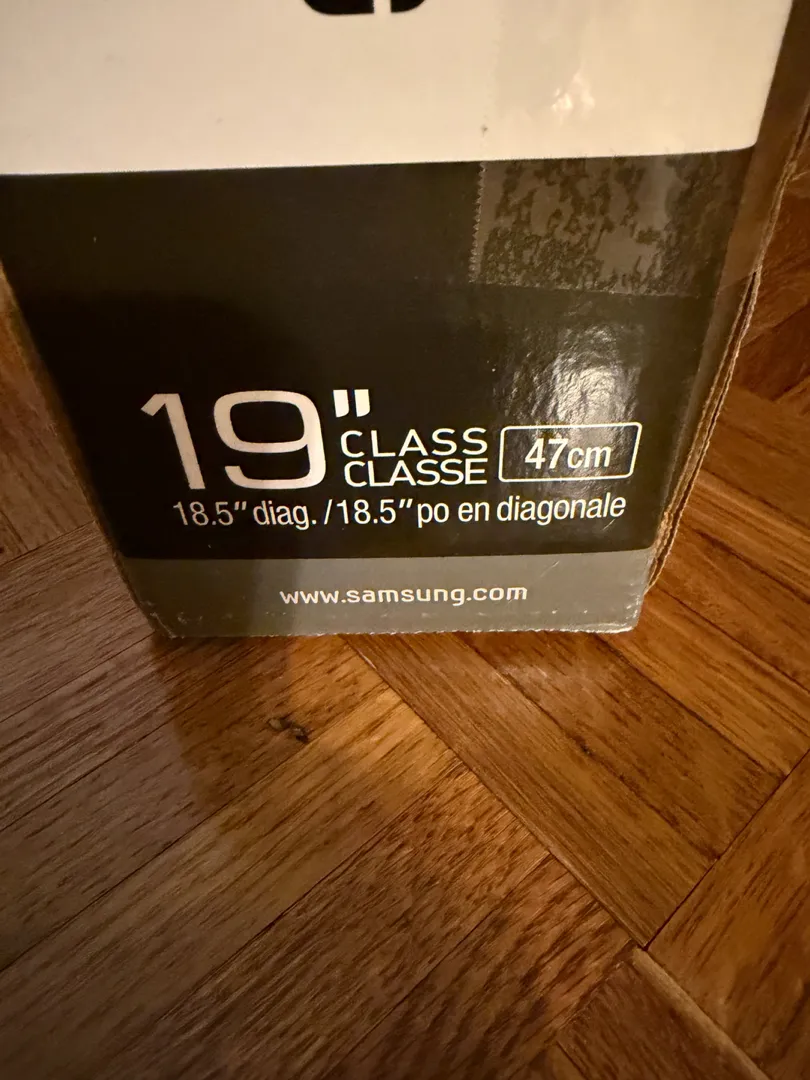 19" CLASS CLASSE 47cm
18.5" diag. / 18.5" po en diagonale
www.samsung.com